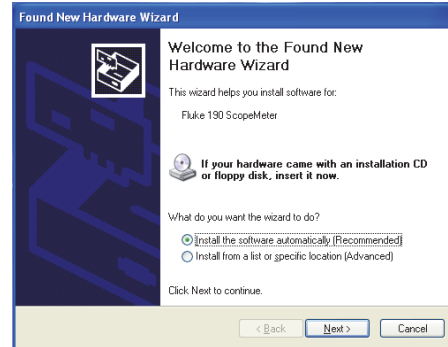 Found New Hardware Wizard
Welcome to the Found New
Hardware Wizard
This wizard helps you install software for:
Fluke 190 ScopeMeter
If your hardware came with an installation CD
or floppy disk, insert it now.
What do you want the wizard to do?
Install the software automatically (Recommended)
Install from a list or specific location (Advanced)
Click Next to continue.
< Back
Next >
Cancel